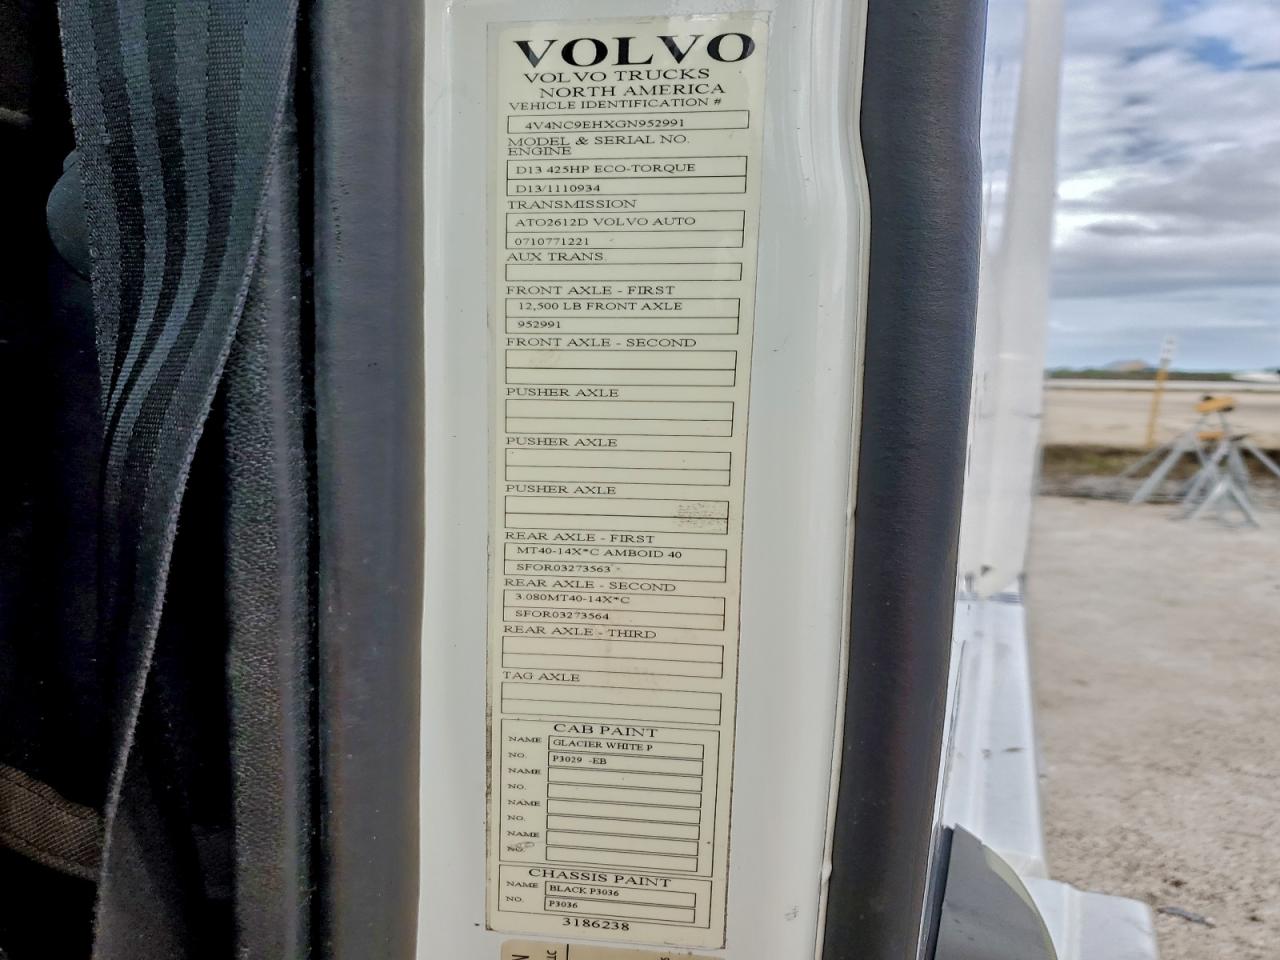 VOLVO
VOLVO TRUCKS
NORTH AMERICA
VEHICLE IDENTIFICATION #
4V4NC9EHXGN952991
MODEL & SERIAL NO.
ENGINE
D13 425HP ECO-TORQUE
D13/1110934
TRANSMISSION
ATO2612D VOLVO AUTO
0710771221
AUX TRANS.
FRONT AXLE - FIRST
12,500 LB FRONT AXLE
952991
FRONT AXLE - SECOND
PUSHER AXLE
PUSHER AXLE
PUSHER AXLE
REAR AXLE - FIRST
MT40-14X*C AMBOID 40
SFOR03273563
REAR AXLE - SECOND
3.080MT40-14X*C
SFOR03273564
REAR AXLE - THIRD
TAG AXLE
CAB PAINT
NAME GLACIER WHITE P
NO. P3029 -EB
NAME
NO.
NAME
NO.
NAME
NO.
CHASSIS PAINT
NAME BLACK P3036
NO. P3036
3186238